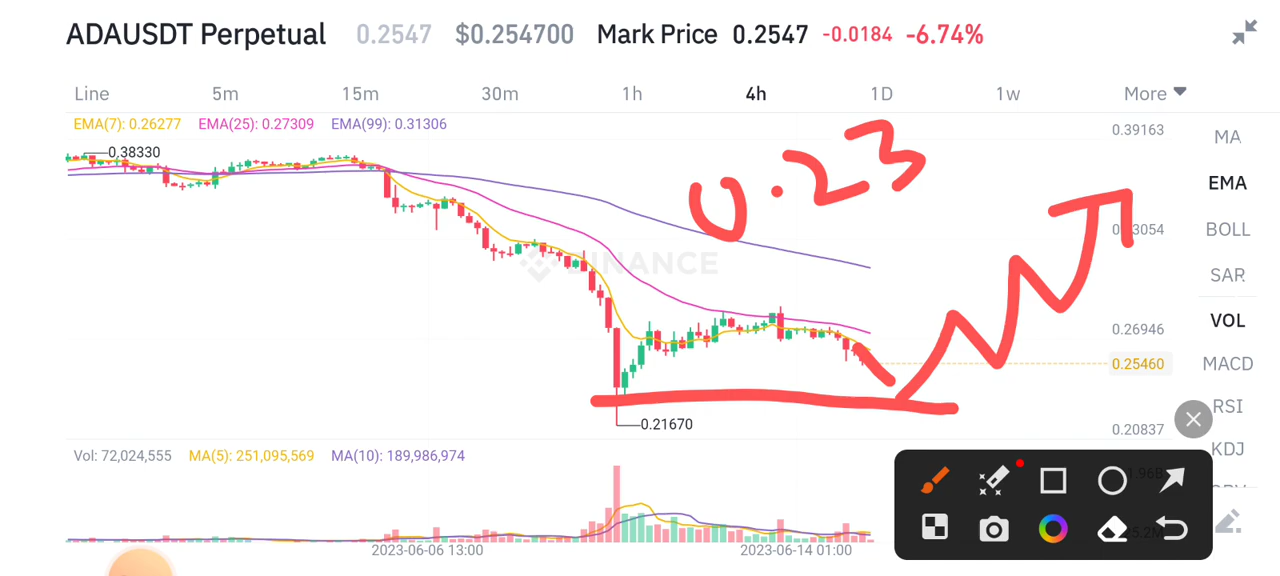 ADAUSDT Perpetual 0.2547 $0.254700 Mark Price 0.2547 -0.0184 -6.74%
Line 5m 15m 30m 1h 4h 1D 1w More
EMA(7): 0.26277 EMA(25): 0.27309 EMA(99): 0.31306
0.39163
MA
0.38330
0.23
EMA
BOLL
BINANCE
SAR
VOL
0.26946
0.25460
MACD
RSI
0.21670
0.20837
KDJ
Vol: 72,024,555 MA(5): 251,095,569 MA(10): 189,986,974
2023-06-06 13:00 2023-06-14 01:00